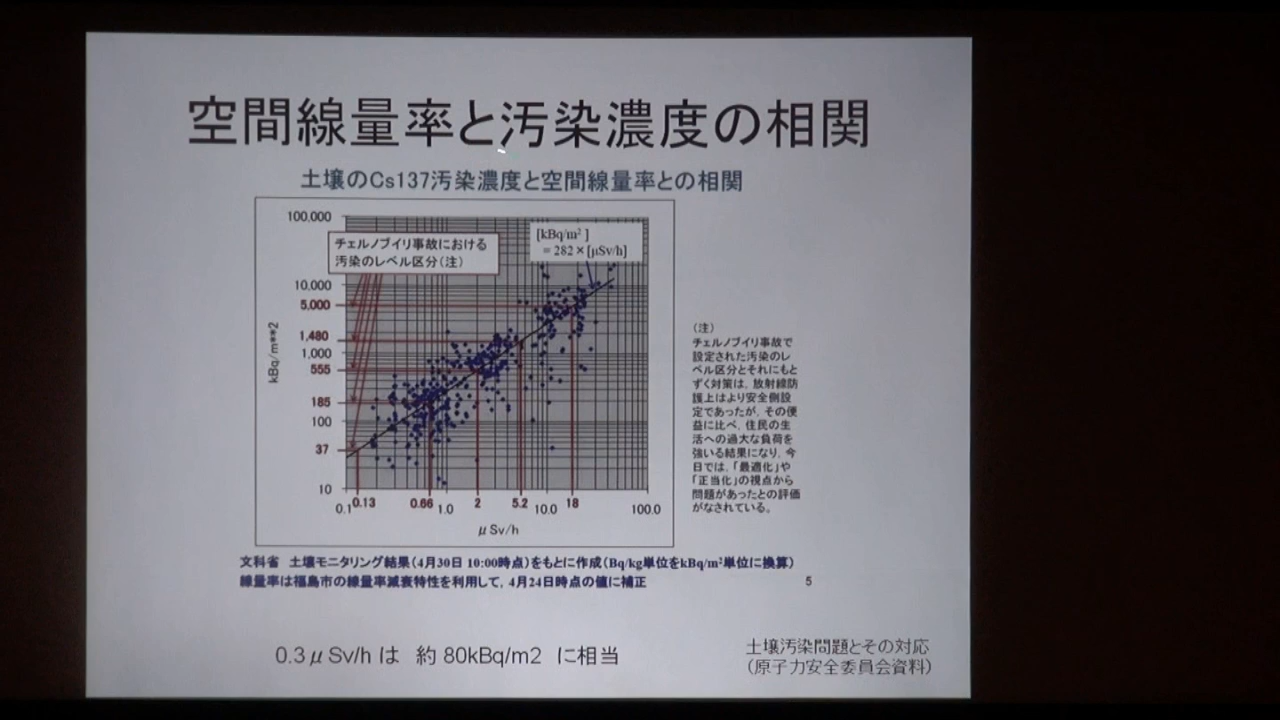 空間線量率と汚染濃度の相関
土壌のCs137汚染濃度と空間線量率との相関
100,000
チェルノブイリ事故における
汚染のレベル区分(注)
[kBq/m²]
= 282×[μSv/h]
10,000
5,000
1,480
1,000
555
185
100
37
10
kBq/m**2
0.1
0.13
0.66
1.0
2
5.2
10.0
18
100.0
μSv/h
(注)
チェルノブイリ事故で
設定された汚染のレ
ベル区分とそれにもと
ずく対策は，放射線防
護上はより安全側設
定であったが，その便
益に比べ，住民の生
活への過大な負荷を
強いる結果になり，今
日では，「最適化」や
「正当化」の視点から
問題があったとの評価
がなされている。
文科省　土壌モニタリング結果(4月30日 10:00時点)をもとに作成(Bq/kg単位をkBq/m²単位に換算)
線量率は福島市の線量率減衰特性を利用して，4月24日時点の値に補正
5
0.3μSv/h は 約 80kBq/m2 に相当
土壌汚染問題とその対応
(原子力安全委員会資料)